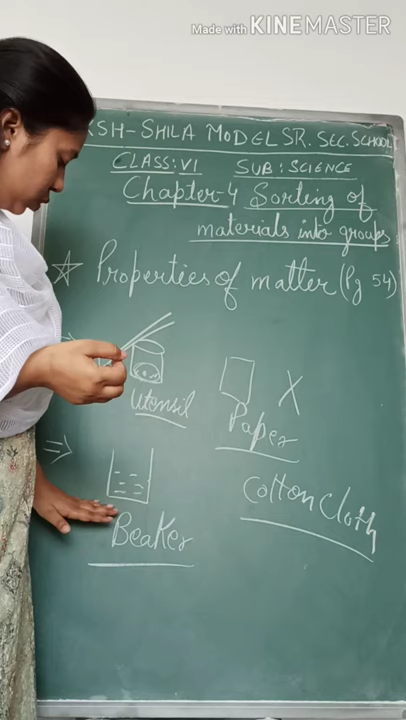 Made with KINEMASTER
KSH-SHILA MODEL SR. SEC. SCHOOL
CLASS: VI SUB: SCIENCE
Chapter-4 Sorting of
materials into groups
Properties of matter (Pg 54)
Utensil
Paper
X
Beaker
Cotton Cloth